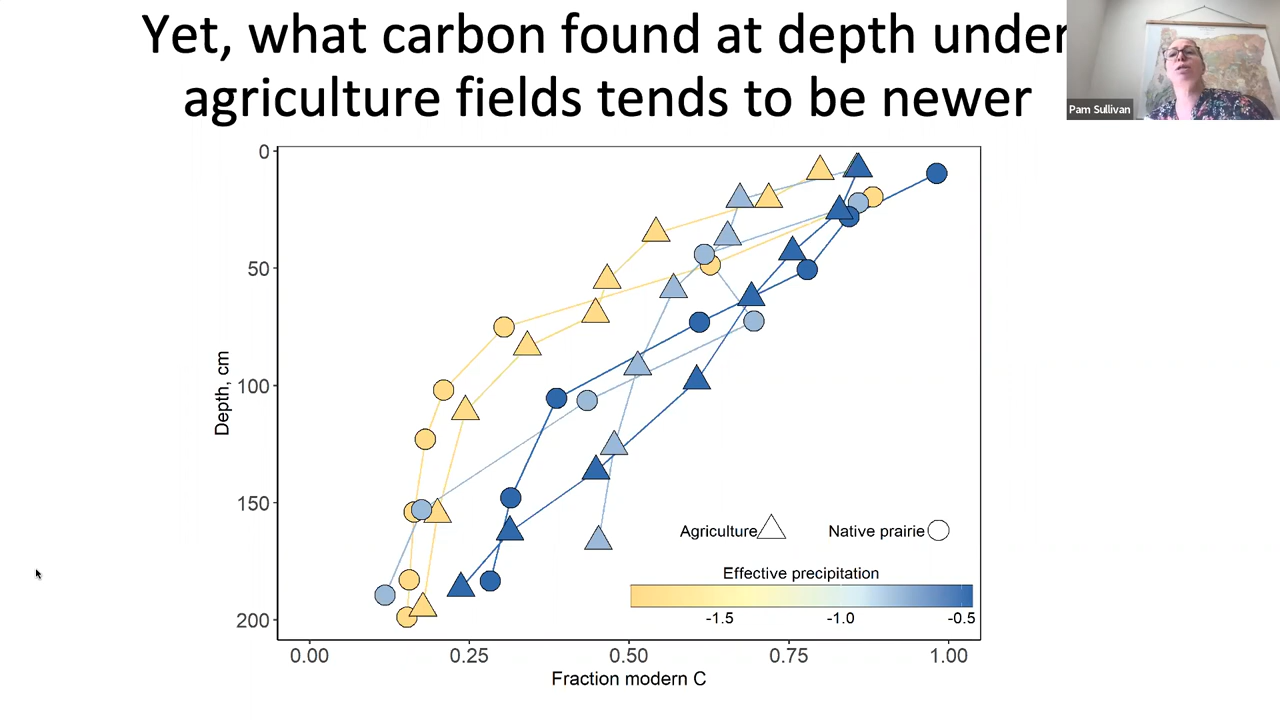 Yet, what carbon found at depth under
agriculture fields tends to be newer
Pam Sullivan
0
50
100
150
200
Depth, cm
Agriculture
Native prairie
Effective precipitation
-1.5
-1.0
-0.5
0.00
0.25
0.50
0.75
1.00
Fraction modern C